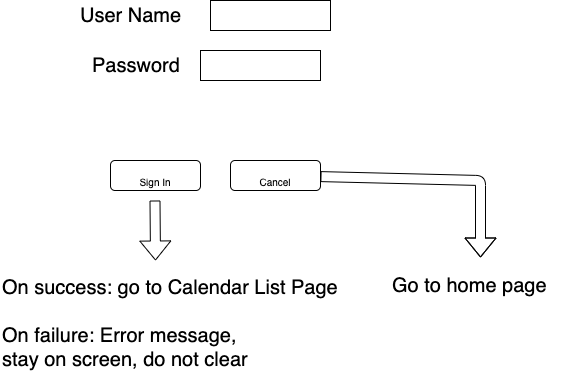 User Name
Password
Sign In
Cancel
On success: go to Calendar List Page
Go to home page
On failure: Error message,
stay on screen, do not clear